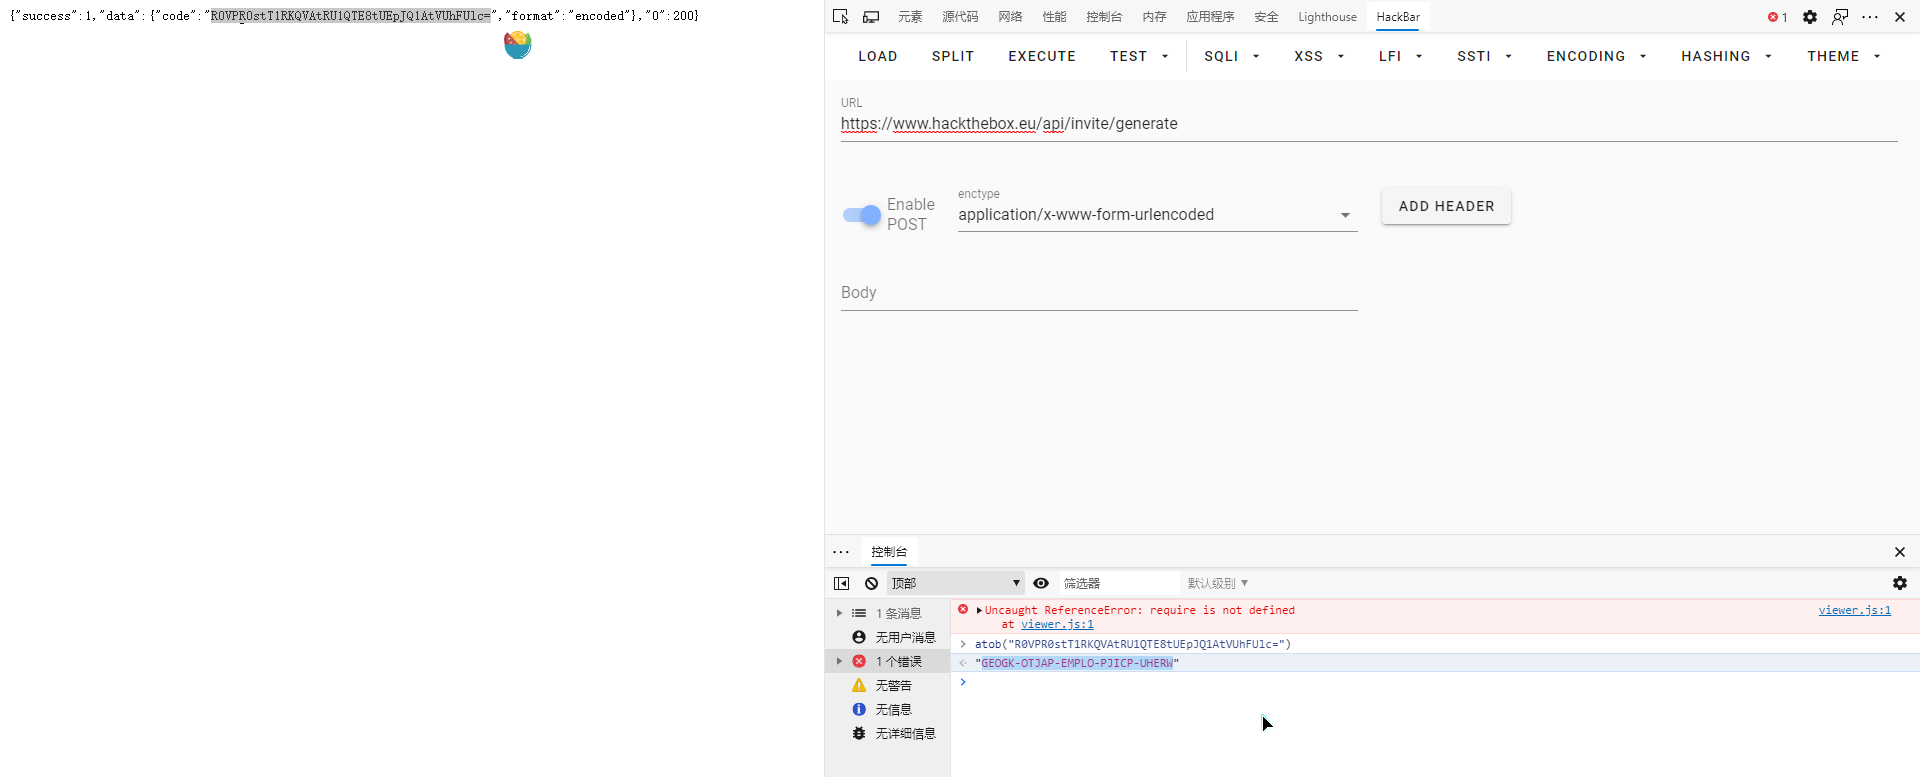 {"success":1,"data":{"code":"R0VPR0stT1RKQVAtRU1QTE8tUEpJQ1AtVUhFUlc=","format":"encoded"},"0":200}
元素 源代码 网络 性能 控制台 内存 应用程序 安全 Lighthouse HackBar 1
LOAD SPLIT EXECUTE TEST SQLI XSS LFI SSTI ENCODING HASHING THEME
URL
https://www.hackthebox.eu/api/invite/generate
Enable POST
enctype
application/x-www-form-urlencoded
ADD HEADER
Body
控制台
顶部 筛选器 默认级别
1 条消息
无用户消息
1 个错误
无警告
无信息
无详细信息
Uncaught ReferenceError: require is not defined viewer.js:1
at viewer.js:1
atob("R0VPR0stT1RKQVAtRU1QTE8tUEpJQ1AtVUhFUlc=")
"GEOGK-OTJAP-EMPLO-PJICP-UHERW"